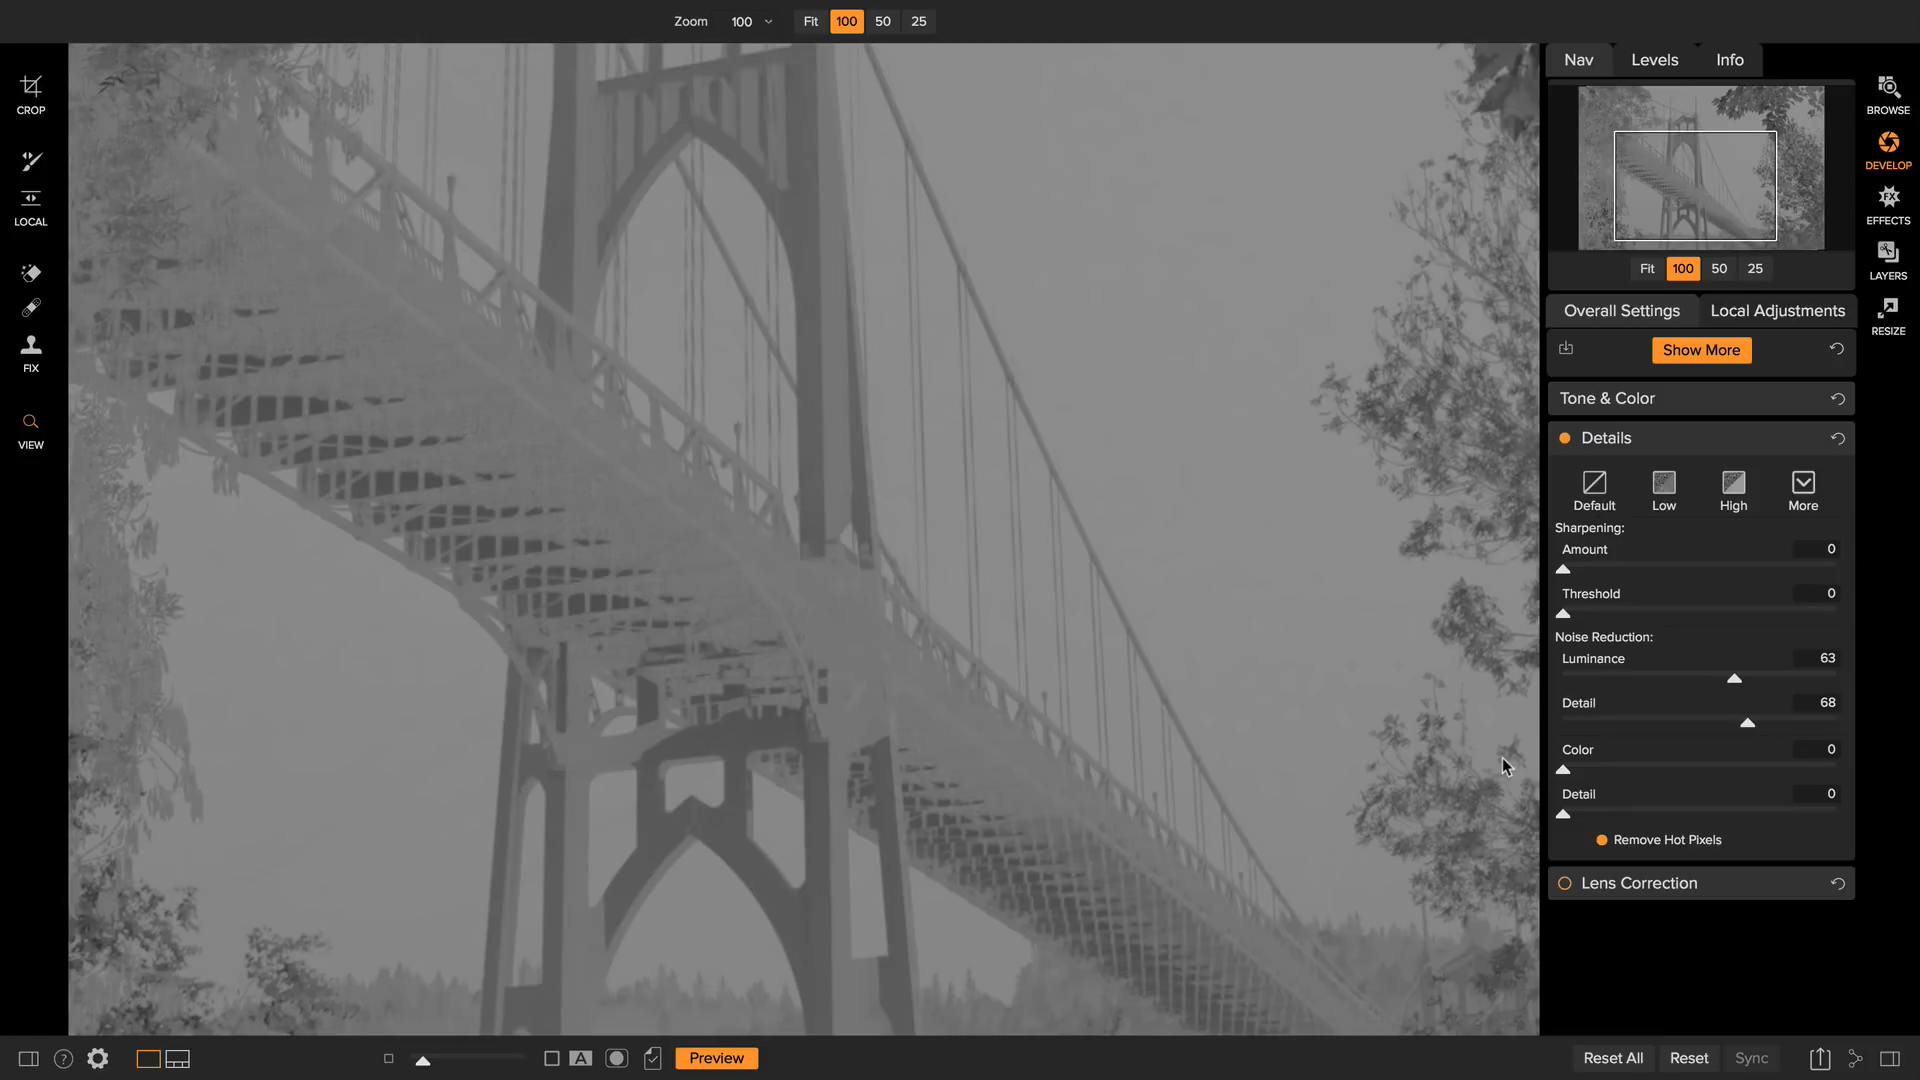 Zoom 100 Fit 100 50 25
CROP
LOCAL
FIX
VIEW
Nav Levels Info
Fit 100 50 25
Overall Settings Local Adjustments
Show More
Tone & Color
Details
Default Low High More
Sharpening:
Amount 0
Threshold 0
Noise Reduction:
Luminance 63
Detail 68
Color 0
Detail 0
Remove Hot Pixels
Lens Correction
BROWSE
DEVELOP
EX
EFFECTS
LAYERS
RESIZE
? A Preview Reset All Reset Sync